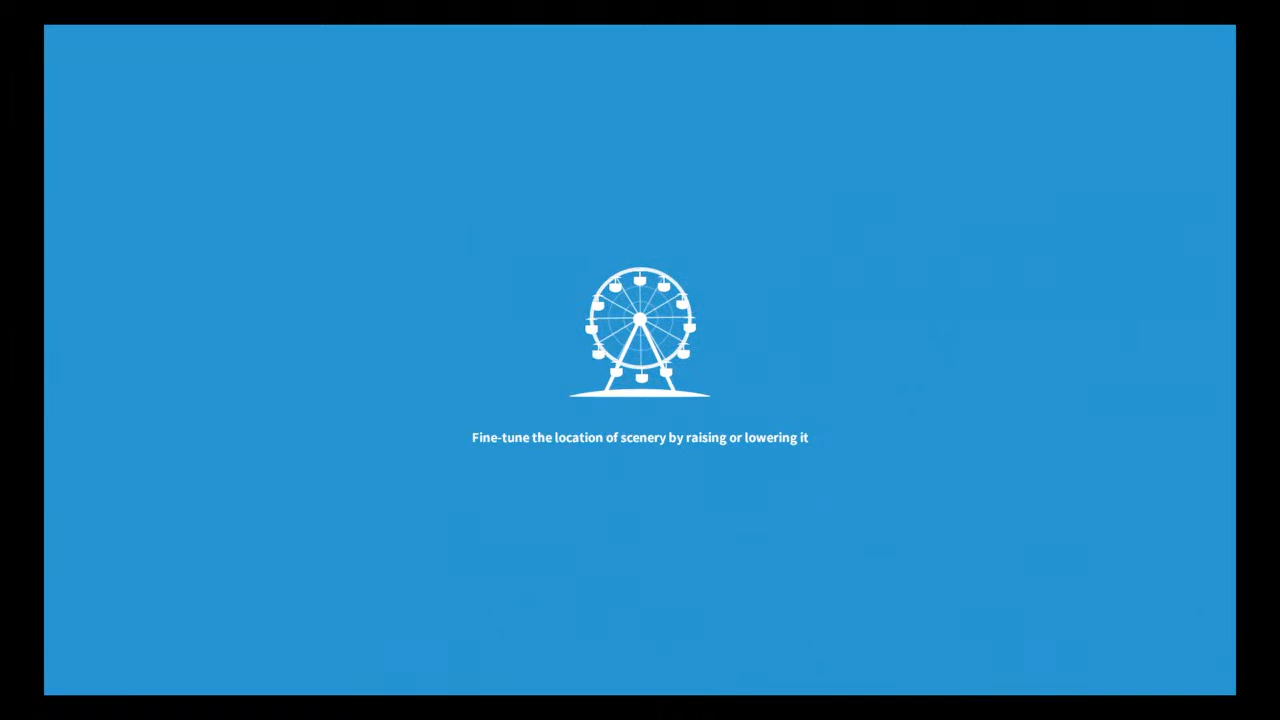 Fine-tune the location of scenery by raising or lowering it